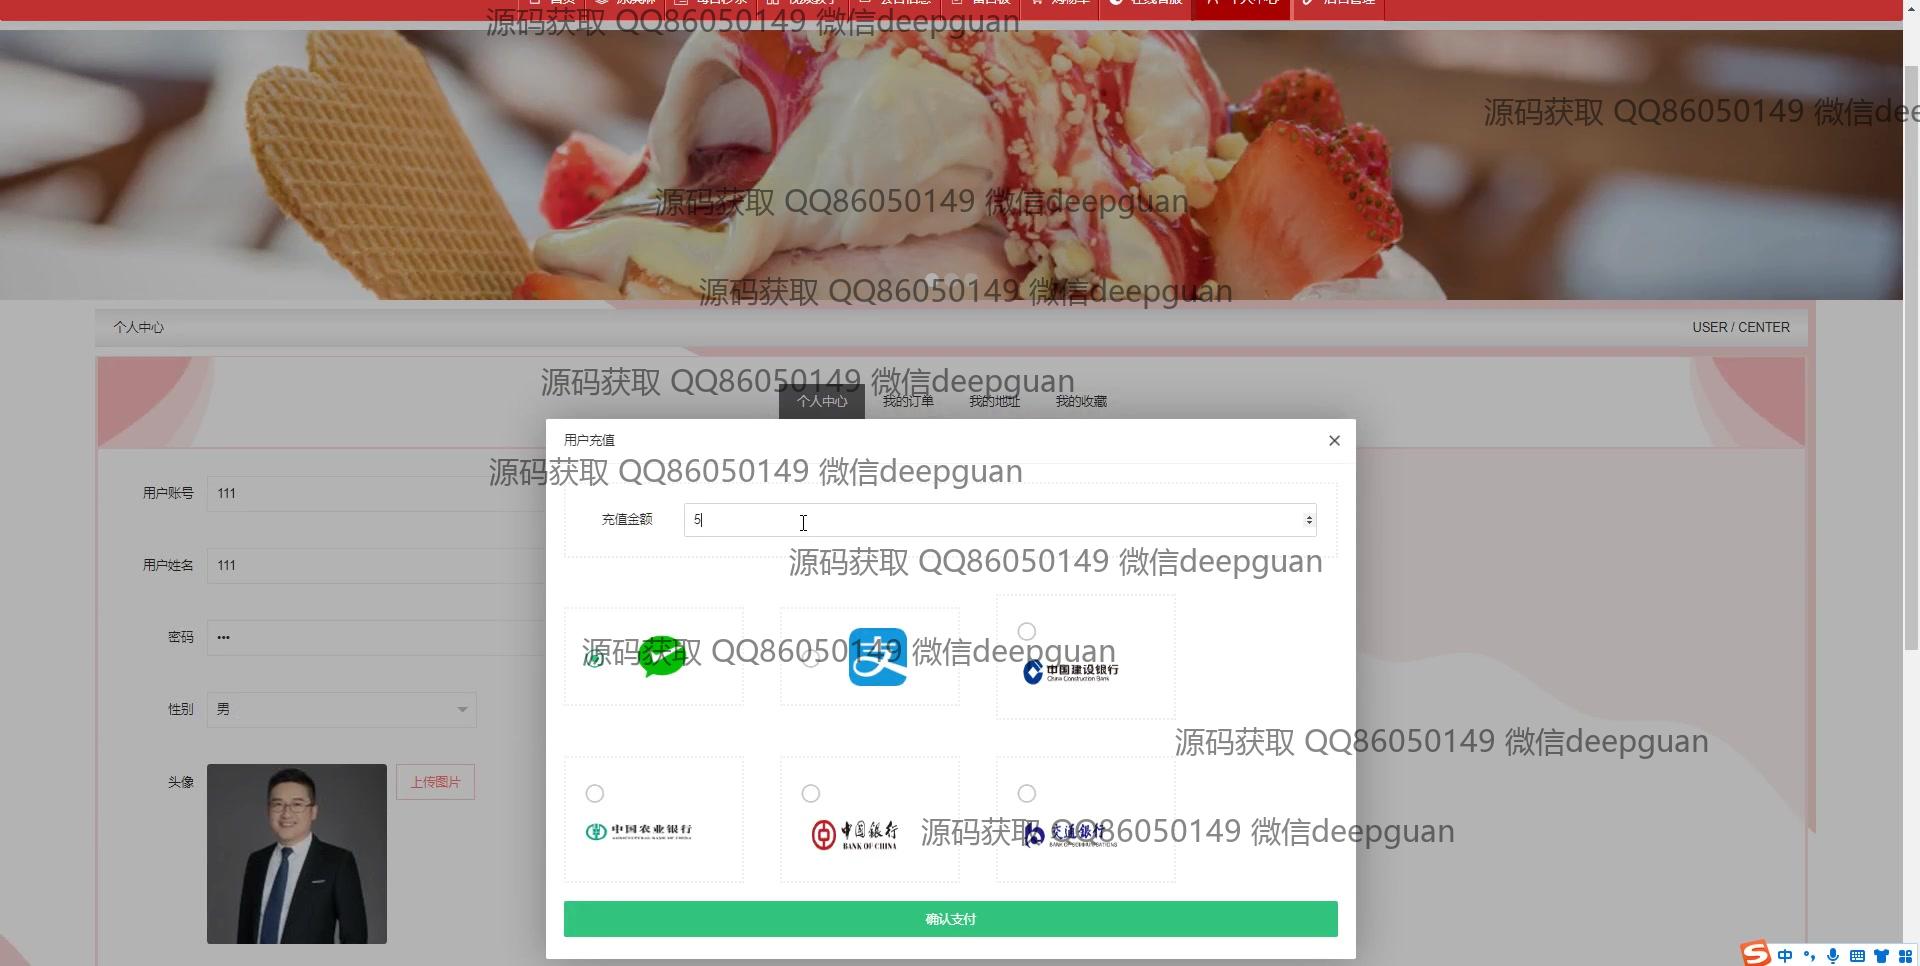 源码获取 QQ86050149 微信deepguan
源码获取 QQ86050149 微信dee
源码获取 QQ86050149 微信deepguan
源码获取 QQ86050149 微信deepguan
个人中心
USER / CENTER
源码获取 QQ86050149 微信deepguan
个人中心
我的订单
我的地址
我的收藏
用户充值
源码获取 QQ86050149 微信deepguan
用户账号
111
充值金额
5
源码获取 QQ86050149 微信deepguan
用户姓名
111
密码
源码获取 QQ86050149 微信deepguan
中国建设银行
China Construction Bank
性别
男
源码获取 QQ86050149 微信deepguan
头像
上传图片
中国农业银行
AGRICULTURAL BANK OF CHINA
中国银行
BANK OF CHINA
交通银行
BANK OF COMMUNICATIONS
源码获取 QQ86050149 微信deepguan
确认支付
中